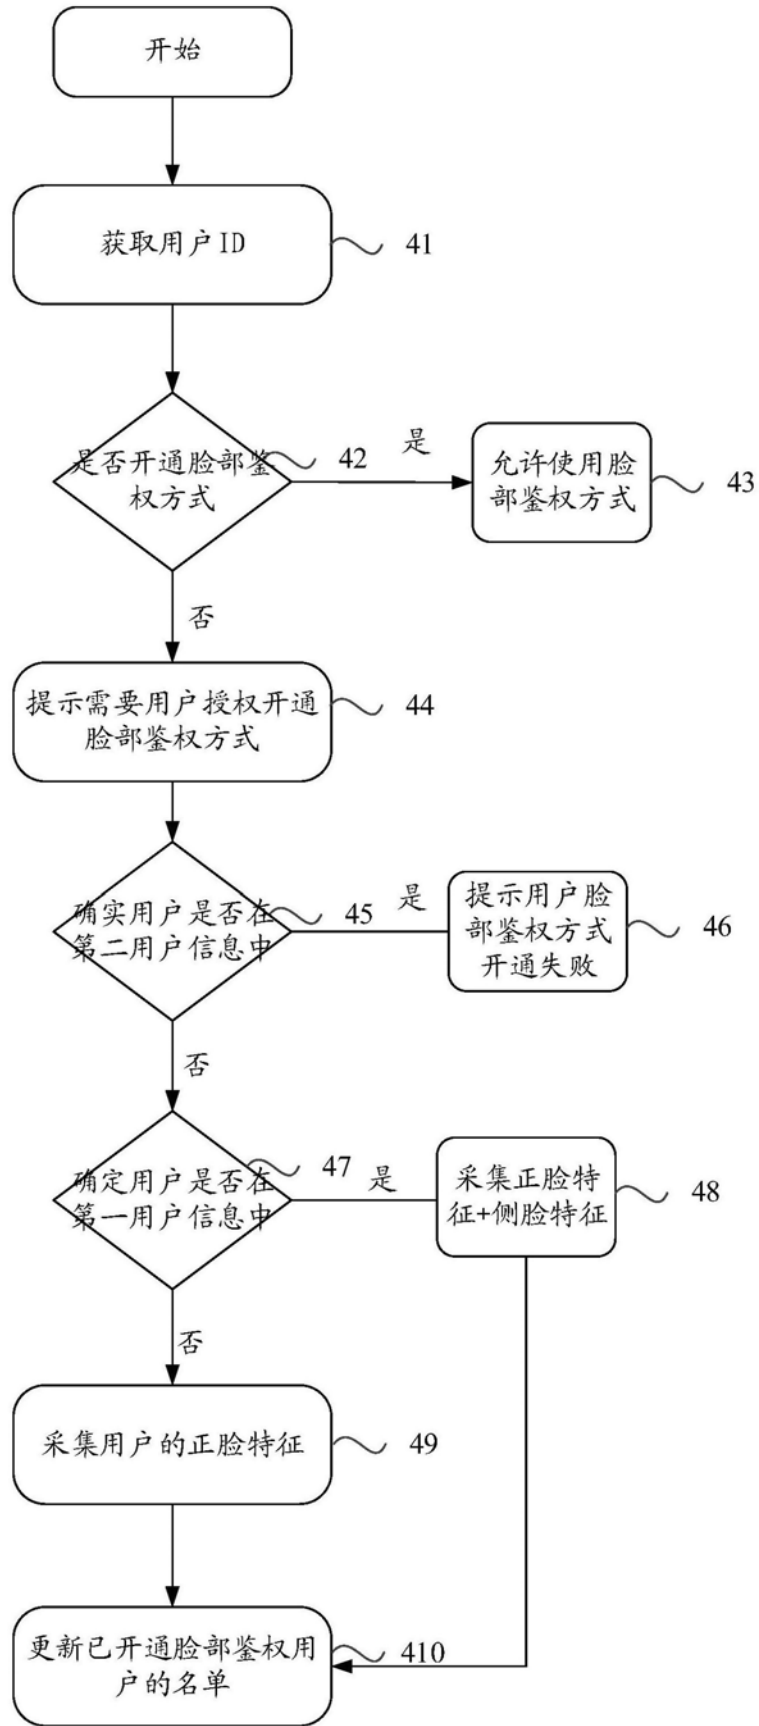 开始
获取用户ID
41
是否开通脸部鉴
权方式
42
是
允许使用脸
部鉴权方式
43
否
提示需要用户授权开通
脸部鉴权方式
44
确实用户是否在
第二用户信息中
45
是
提示用户脸
部鉴权方式
开通失败
46
否
确定用户是否在
第一用户信息中
47
是
采集正脸特
征+侧脸特征
48
否
采集用户的正脸特征
49
更新已开通脸部鉴权用
户的名单
410